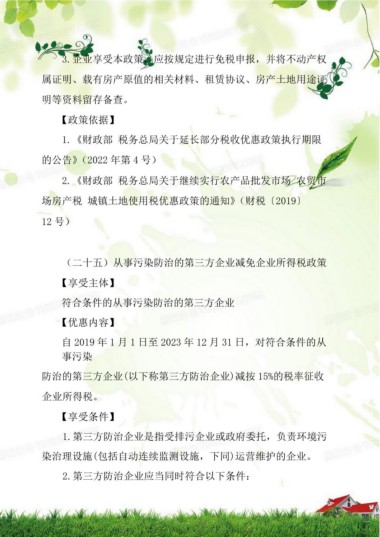 3.企业享受本政策,应按规定进行免税申报，并将不动产权
属证明、载有房产原值的相关材料、租赁协议、房产土地用途证
明等资料留存备查。
【政策依据】
1.《财政部 税务总局关于延长部分税收优惠政策执行期限
的公告》(2022 年第 4 号)
2.《财政部 税务总局关于继续实行农产品批发市场 农贸市
场房产税 城镇土地使用税优惠政策的通知》(财税〔2019〕
12 号)
(二十五)从事污染防治的第三方企业减免企业所得税政策
【享受主体】
符合条件的从事污染防治的第三方企业
【优惠内容】
自 2019 年 1 月 1 日至 2023 年 12 月 31 日，对符合条件的从
事污染
防治的第三方企业(以下称第三方防治企业)减按 15%的税率征收
企业所得税。
【享受条件】
1.第三方防治企业是指受排污企业或政府委托，负责环境污
染治理设施(包括自动连续监测设施，下同)运营维护的企业。
2.第三方防治企业应当同时符合以下条件: